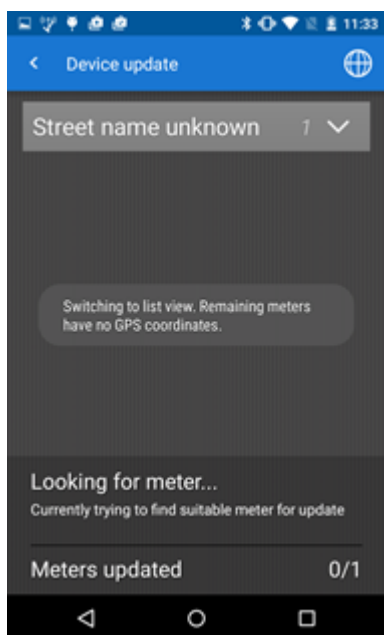 11:33
Device update
Street name unknown 1
Switching to list view. Remaining meters
have no GPS coordinates.
Looking for meter...
Currently trying to find suitable meter for update
Meters updated 0/1